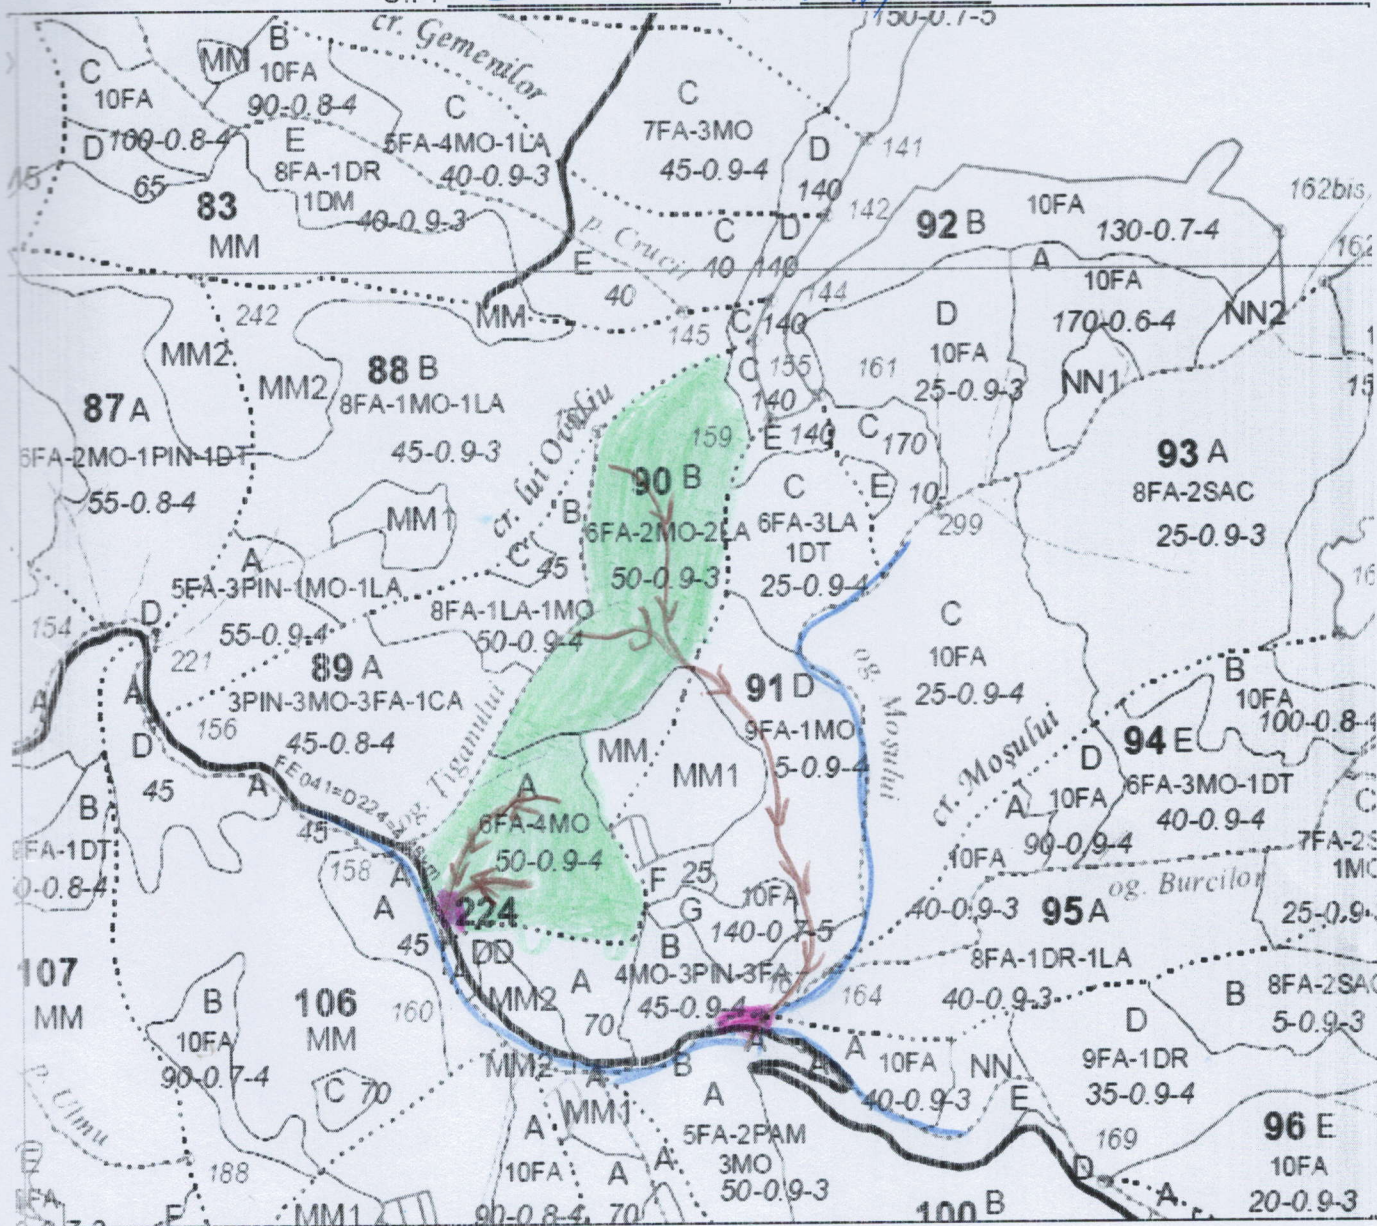 150-0.7-5
cr. Gemenilor
B
MM
10FA
90-0.8-4
C
10FA
100-0.8-4
C
5FA-4MO-1LA
40-0.9-3
C
7FA-3MO
45-0.9-4
D
140
141
D
65
E
8FA-1DR
1DM
40-0.9-3
83
MM
142
92 B
10FA
130-0.7-4
162bis
p. Crucii
C
D
40
140
E
40
A
10FA
170-0.6-4
162
242
MM
145
C
140
144
D
10FA
25-0.9-3
NN2
MM2
88 B
8FA-1MO-1LA
45-0.9-3
MM2
C
155
140
161
NN1
87 A
6FA-2MO-1PIN-1DT
55-0.8-4
cr. lui Ovidiu
159
E
140
C
170
93 A
8FA-2SAC
25-0.9-3
90 B
6FA-2MO-2LA
50-0.9-3
MM1
B
C
6FA-3LA
1DT
25-0.9-4
E
10
299
C
45
A
5FA-3PIN-1MO-1LA
55-0.9-4
D
154
221
8FA-1LA-1MO
50-0.9-4
C
10FA
25-0.9-4
89 A
3PIN-3MO-3FA-1CA
45-0.8-4
91 D
9FA-1MO
5-0.9-4
og. Moşului
B
10FA
100-0.8-4
A
A
156
D
45
A
og. Tiganului
MM
MM1
cr. Moşului
94 E
6FA-3MO-1DT
40-0.9-4
D
10FA
90-0.9-4
A
10FA
40-0.9-3
B
45
A
6FA-4MO
50-0.9-4
158
A
A
45
F
25
10FA
140-0.7-5
G
og. Burcilor
C
1MO
25-0.9-
95 A
8FA-1DR-1LA
40-0.9-3
224
DD
B
4MO-3PIN-3FA
45-0.9-4
164
107
MM
B
10FA
90-0.7-4
106
MM
160
MM2
A
70
B
8FA-2SAC
5-0.9-3
D
9FA-1DR
35-0.9-4
C
70
MM2
A
B
A
A
A
10FA
40-0.9-3
NN
E
p. Ulmu
MM1
A
5FA-2PAM
3MO
50-0.9-3
169
96 E
10FA
20-0.9-3
188
A
10FA
90-0.8-4
A
A
70
D
A
MM1
100 B